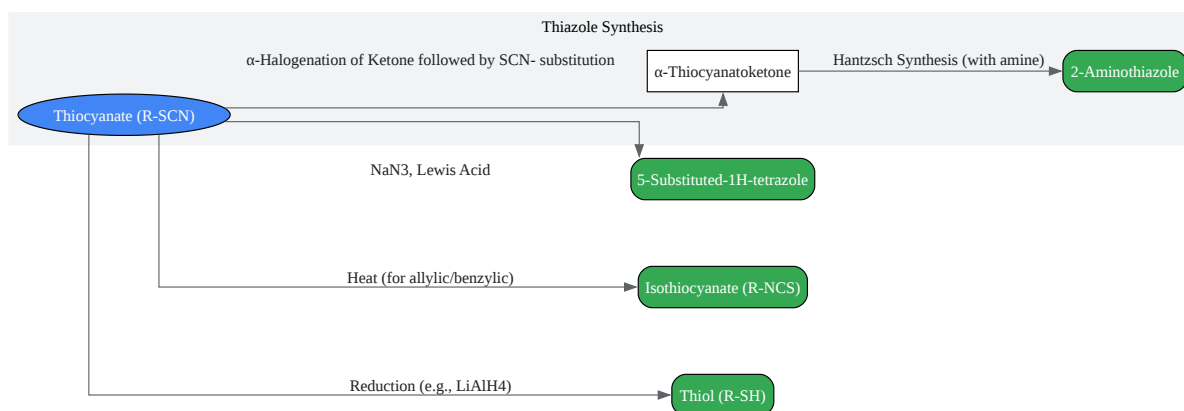 Thiazole Synthesis
α-Halogenation of Ketone followed by SCN- substitution
α-Thiocyanatoketone
Hantzsch Synthesis (with amine)
2-Aminothiazole
Thiocyanate (R-SCN)
NaN3, Lewis Acid
5-Substituted-1H-tetrazole
Heat (for allylic/benzylic)
Isothiocyanate (R-NCS)
Reduction (e.g., LiAlH4)
Thiol (R-SH)